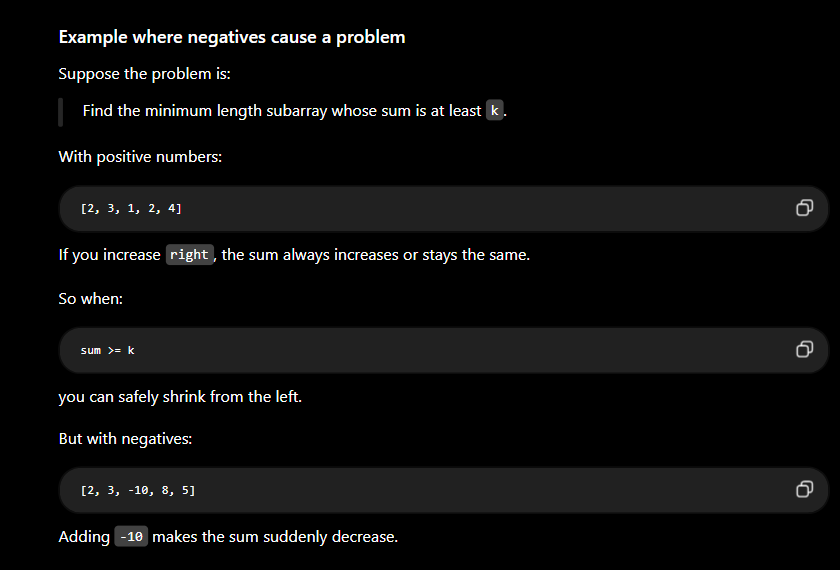 Example where negatives cause a problem
Suppose the problem is:
Find the minimum length subarray whose sum is at least k.
With positive numbers:
[2, 3, 1, 2, 4]
If you increase right, the sum always increases or stays the same.
So when:
sum >= k
you can safely shrink from the left.
But with negatives:
[2, 3, -10, 8, 5]
Adding -10 makes the sum suddenly decrease.